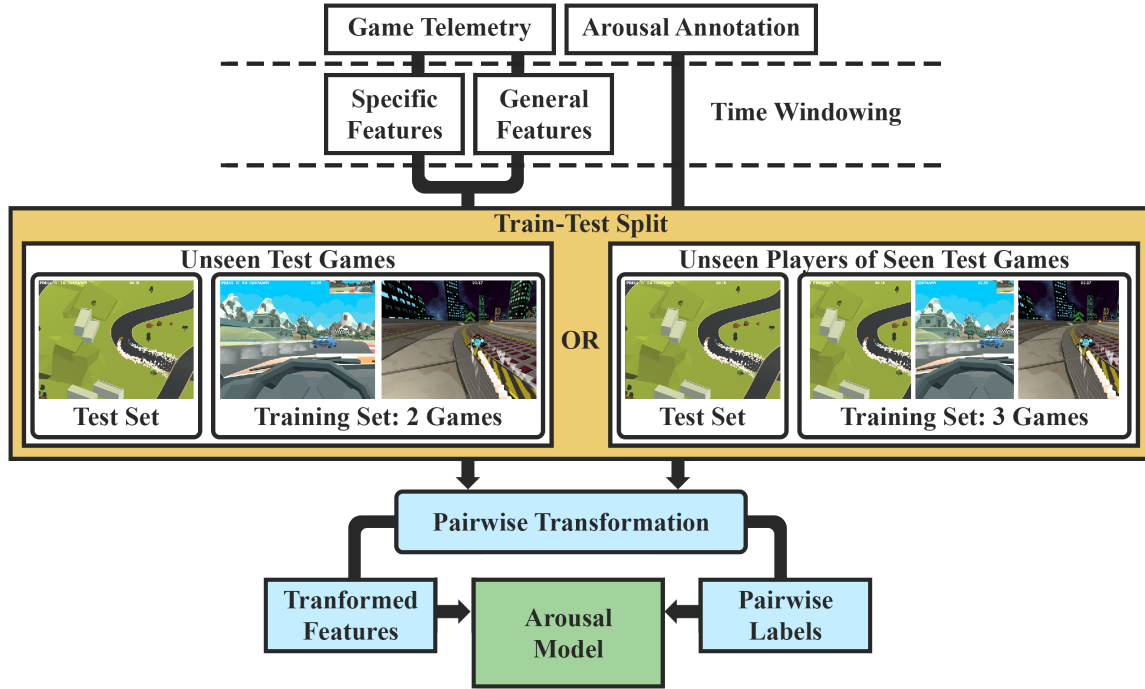 Game Telemetry
Arousal Annotation
Specific
Features
General
Features
Time Windowing
Train-Test Split
Unseen Test Games
Test Set
Training Set: 2 Games
OR
Unseen Players of Seen Test Games
Test Set
Training Set: 3 Games
Pairwise Transformation
Tranformed
Features
Arousal
Model
Pairwise
Labels